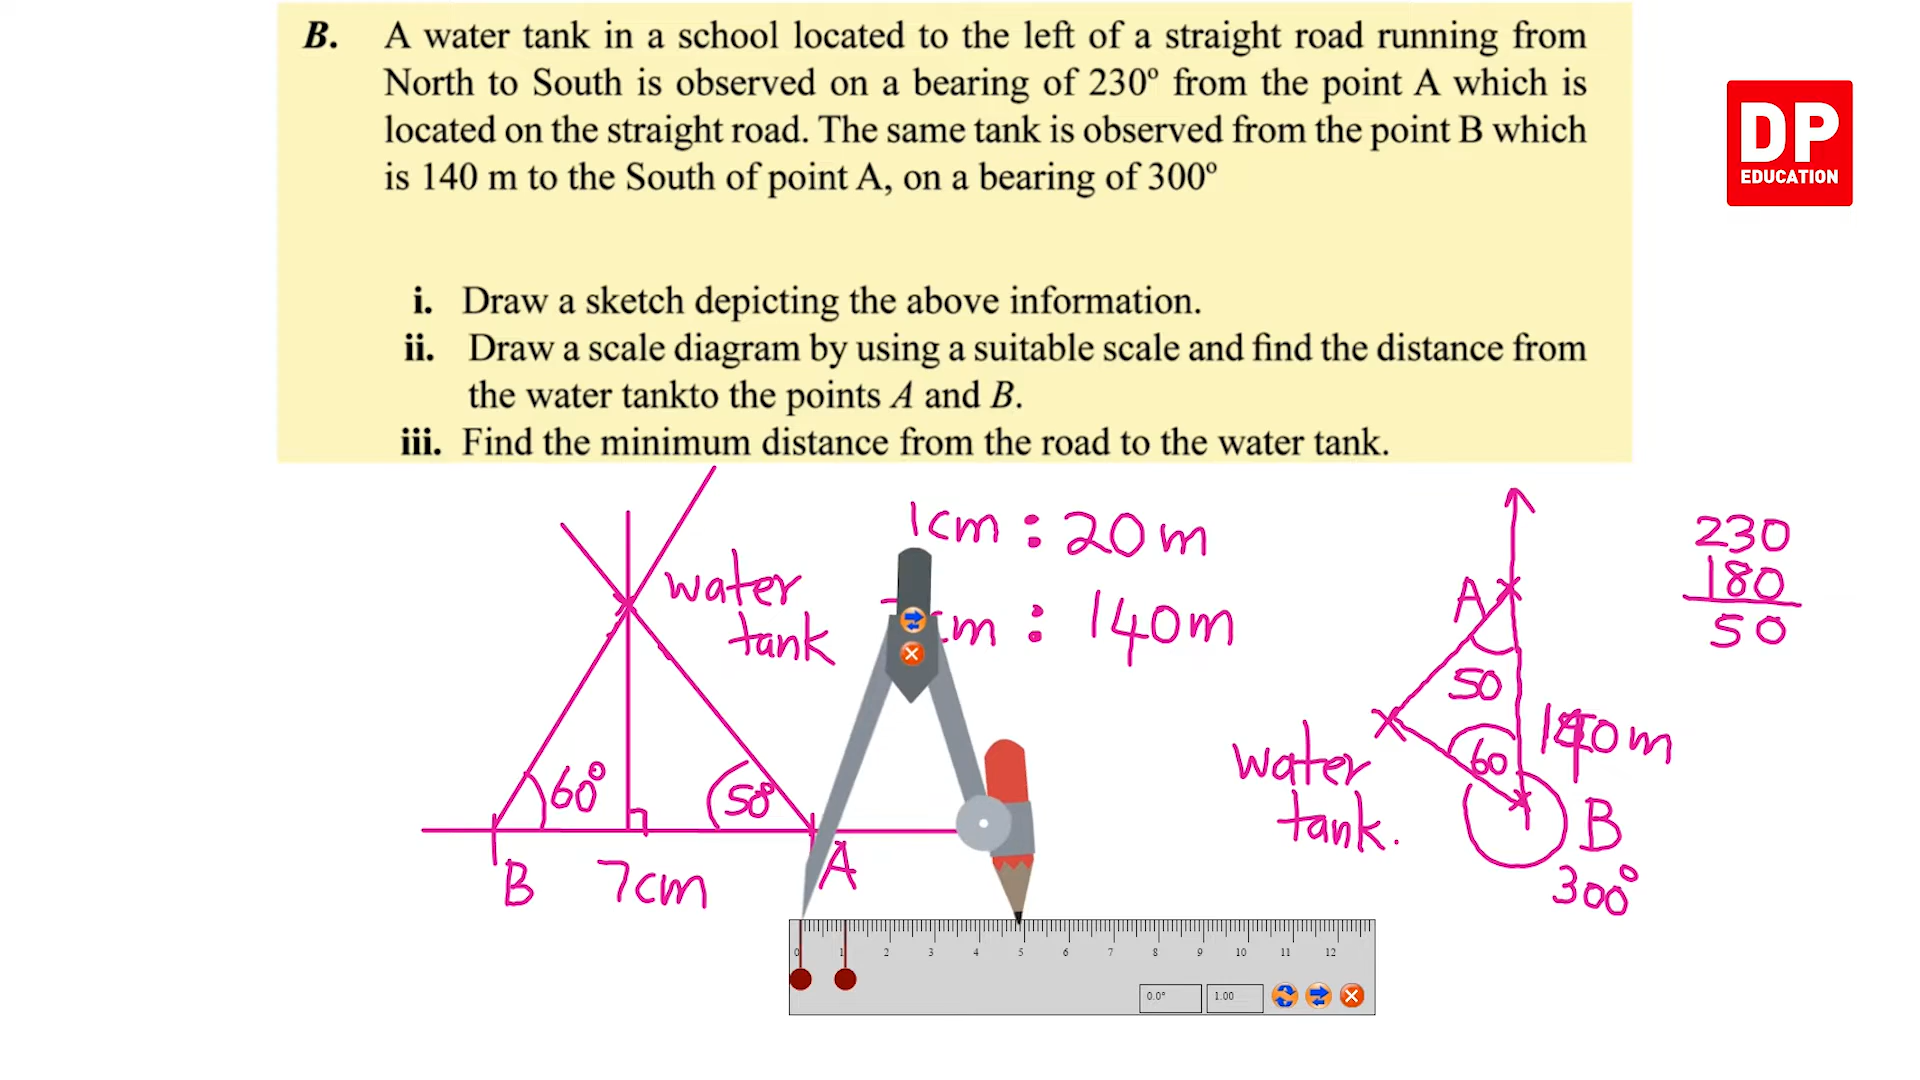 B. A water tank in a school located to the left of a straight road running from
North to South is observed on a bearing of 230º from the point A which is
located on the straight road. The same tank is observed from the point B which
is 140 m to the South of point A, on a bearing of 300º
DP
EDUCATION
i. Draw a sketch depicting the above information.
ii. Draw a scale diagram by using a suitable scale and find the distance from
the water tankto the points A and B.
iii. Find the minimum distance from the road to the water tank.
1cm : 20m
cm : 140m
water
tank
60°
50°
B 7cm A
230
180
50
A
50
60
140m
water
tank.
B
300°
0 1 2 3 4 5 6 7 8 9 10 11 12
0.0°
1.00